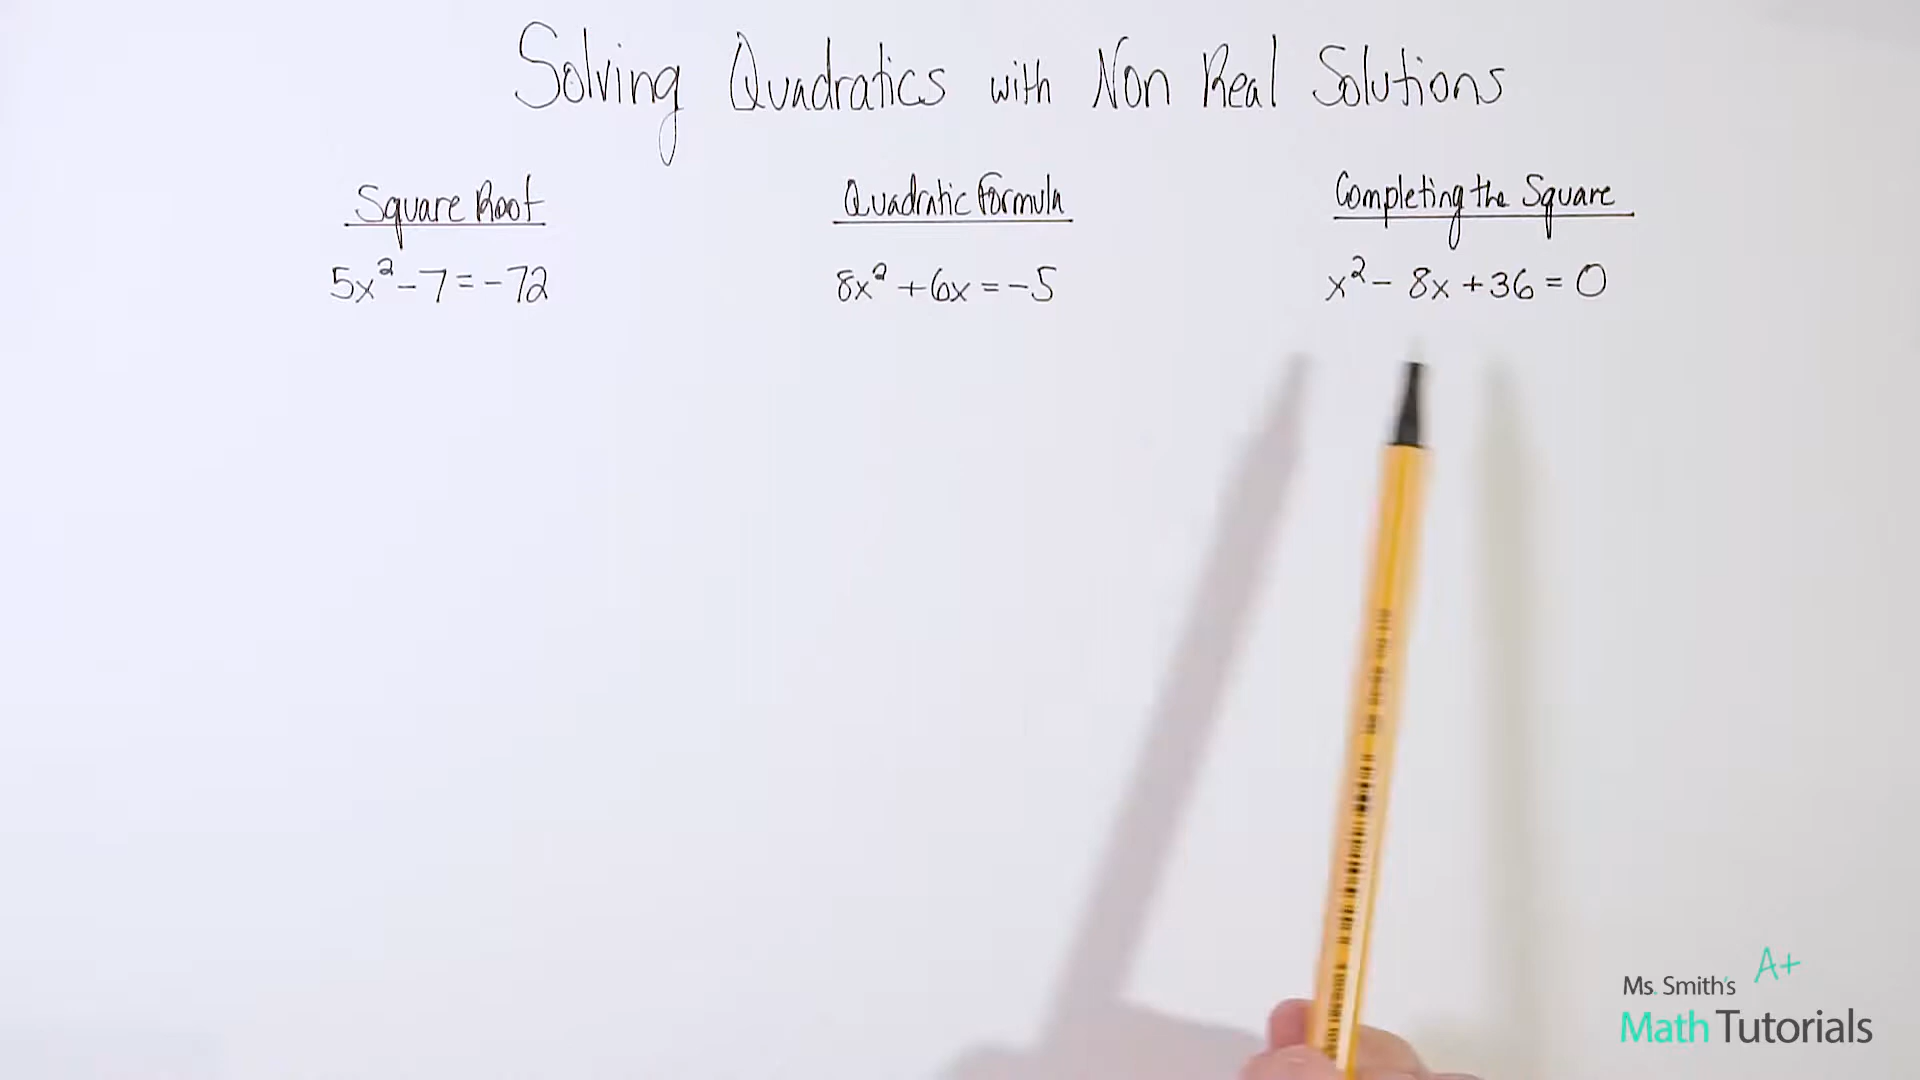 Solving Quadratics with Non Real Solutions
Square Root
5x² - 7 = -72
Quadratic Formula
8x² + 6x = -5
Completing the Square
x² - 8x + 36 = 0
Ms. Smith's A+
Math Tutorials